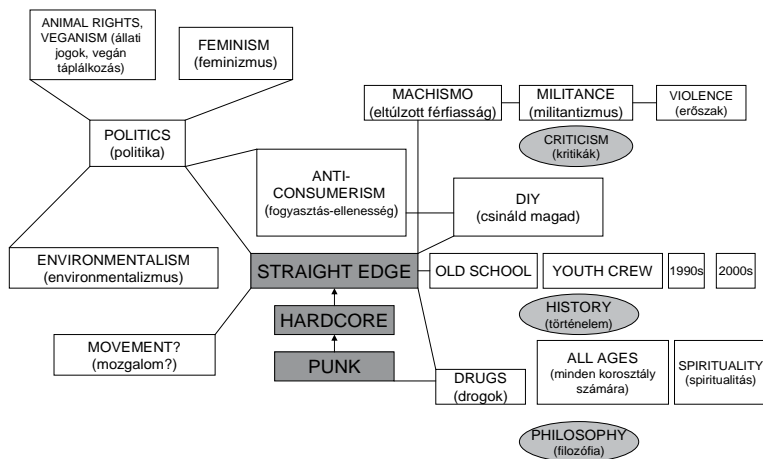 ANIMAL RIGHTS,
VEGANISM (állati
jogok, vegán
táplálkozás)
FEMINISM
(feminizmus)
MACHISMO
(eltúlzott férfiasság)
MILITANCE
(militantizmus)
VIOLENCE
(erőszak)
POLITICS
(politika)
CRITICISM
(kritikák)
ANTI-
CONSUMERISM
(fogyasztás-ellenesség)
DIY
(csináld magad)
ENVIRONMENTALISM
(environmentalizmus)
STRAIGHT EDGE
OLD SCHOOL
YOUTH CREW
1990s
2000s
HARDCORE
HISTORY
(történelem)
MOVEMENT?
(mozgalom?)
PUNK
DRUGS
(drogok)
ALL AGES
(minden korosztály
számára)
SPIRITUALITY
(spiritualitás)
PHILOSOPHY
(filozófia)